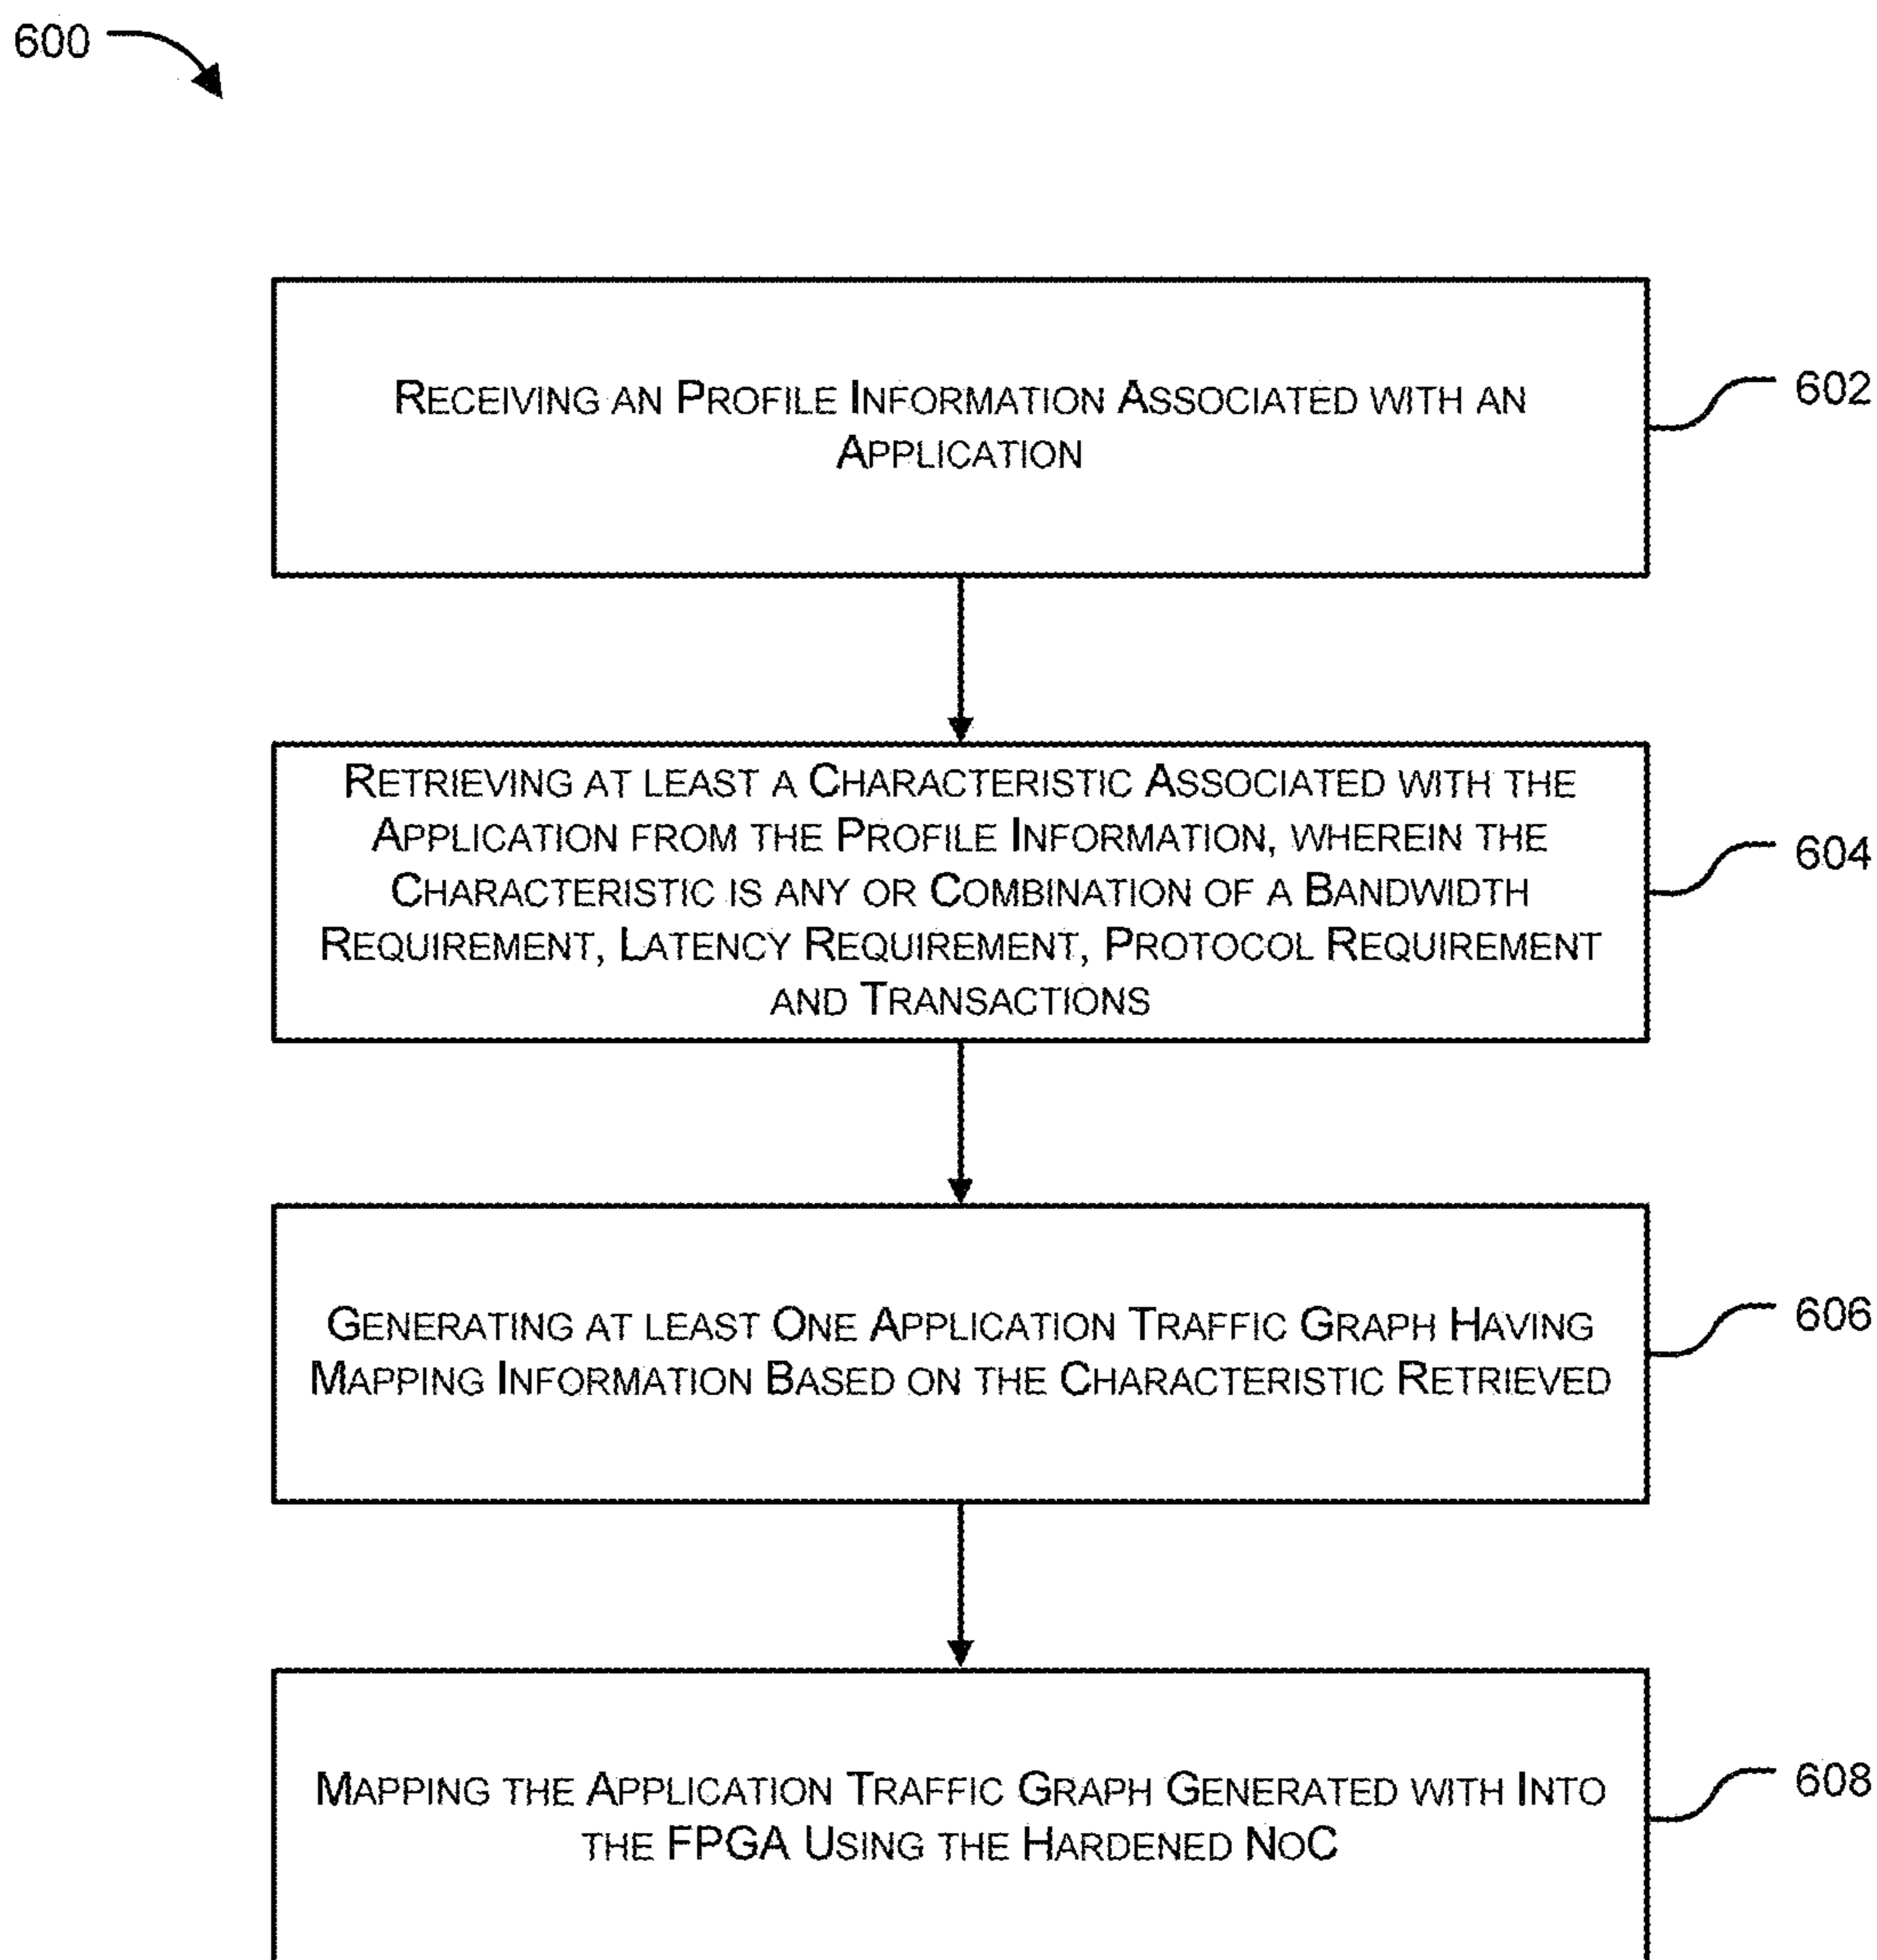 600
RECEIVING AN PROFILE INFORMATION ASSOCIATED WITH AN
APPLICATION
602
RETRIEVING AT LEAST A CHARACTERISTIC ASSOCIATED WITH THE
APPLICATION FROM THE PROFILE INFORMATION, WHEREIN THE
CHARACTERISTIC IS ANY OR COMBINATION OF A BANDWIDTH
REQUIREMENT, LATENCY REQUIREMENT, PROTOCOL REQUIREMENT
AND TRANSACTIONS
604
GENERATING AT LEAST ONE APPLICATION TRAFFIC GRAPH HAVING
MAPPING INFORMATION BASED ON THE CHARACTERISTIC RETRIEVED
606
MAPPING THE APPLICATION TRAFFIC GRAPH GENERATED WITH INTO
THE FPGA USING THE HARDENED NOC
608